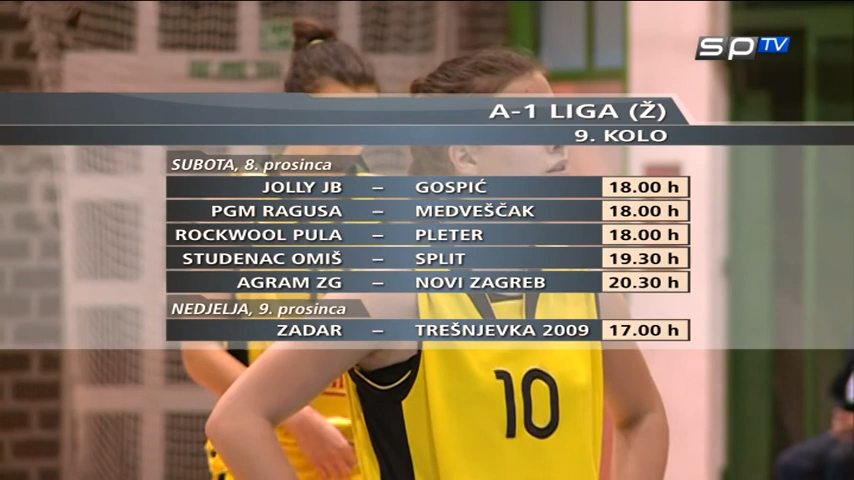 SPTV
A-1 LIGA (Ž)
9. KOLO
SUBOTA, 8. prosinca
JOLLY JB – GOSPIĆ 18.00 h
PGM RAGUSA – MEDVEŠČAK 18.00 h
ROCKWOOL PULA – PLETER 18.00 h
STUDENAC OMIŠ – SPLIT 19.30 h
AGRAM ZG – NOVI ZAGREB 20.30 h
NEDJELJA, 9. prosinca
ZADAR – TREŠNJEVKA 2009 17.00 h
10